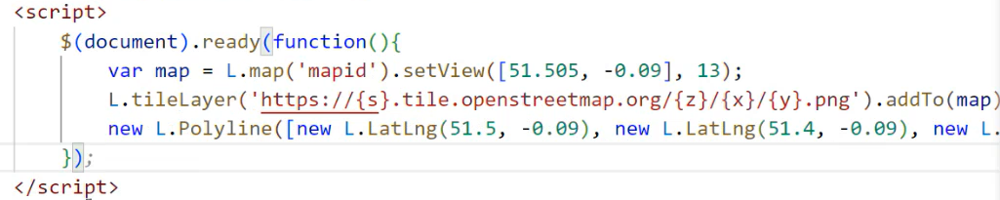 <script>
$(document).ready(function(){
var map = L.map('mapid').setView([51.505, -0.09], 13);
L.tileLayer('https://{s}.tile.openstreetmap.org/{z}/{x}/{y}.png').addTo(map)
new L.Polyline([new L.LatLng(51.5, -0.09), new L.LatLng(51.4, -0.09), new L.
});
</script>